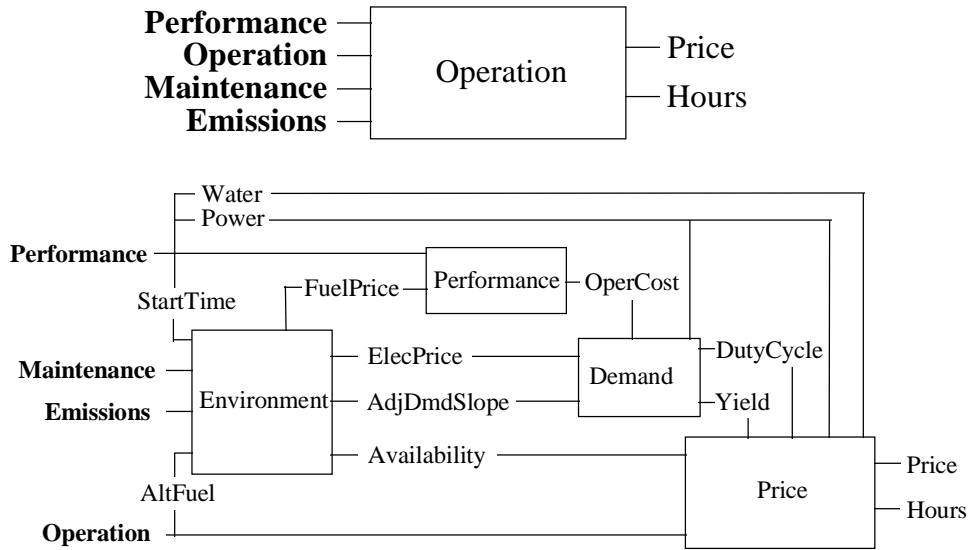 Performance
Operation
Maintenance
Emissions
Operation
Price
Hours
Water
Power
Performance
StartTime
FuelPrice
Performance
OperCost
Maintenance
Emissions
Environment
ElecPrice
AdjDmdSlope
Availability
Demand
DutyCycle
Yield
AltFuel
Operation
Price
Price
Hours